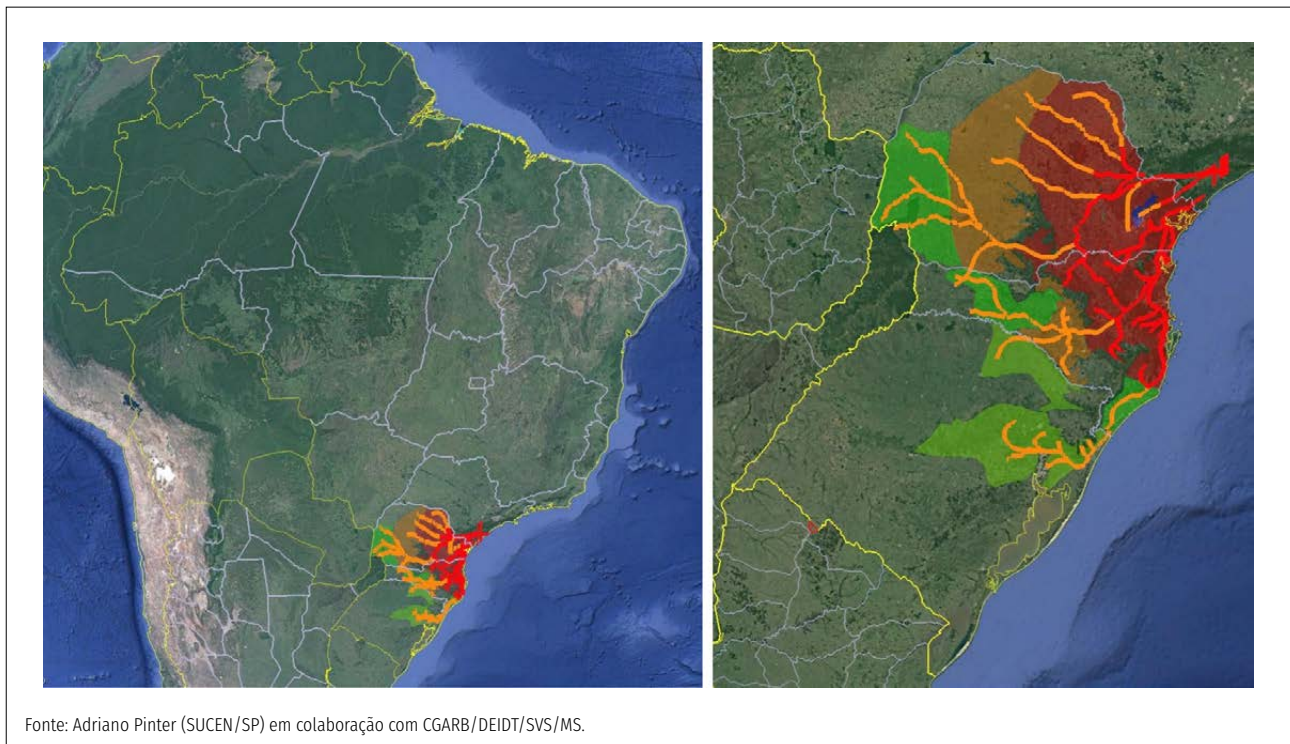 Fonte: Adriano Pinter (SUCEN/SP) em colaboração com CGARB/DEIDT/SVS/MS.